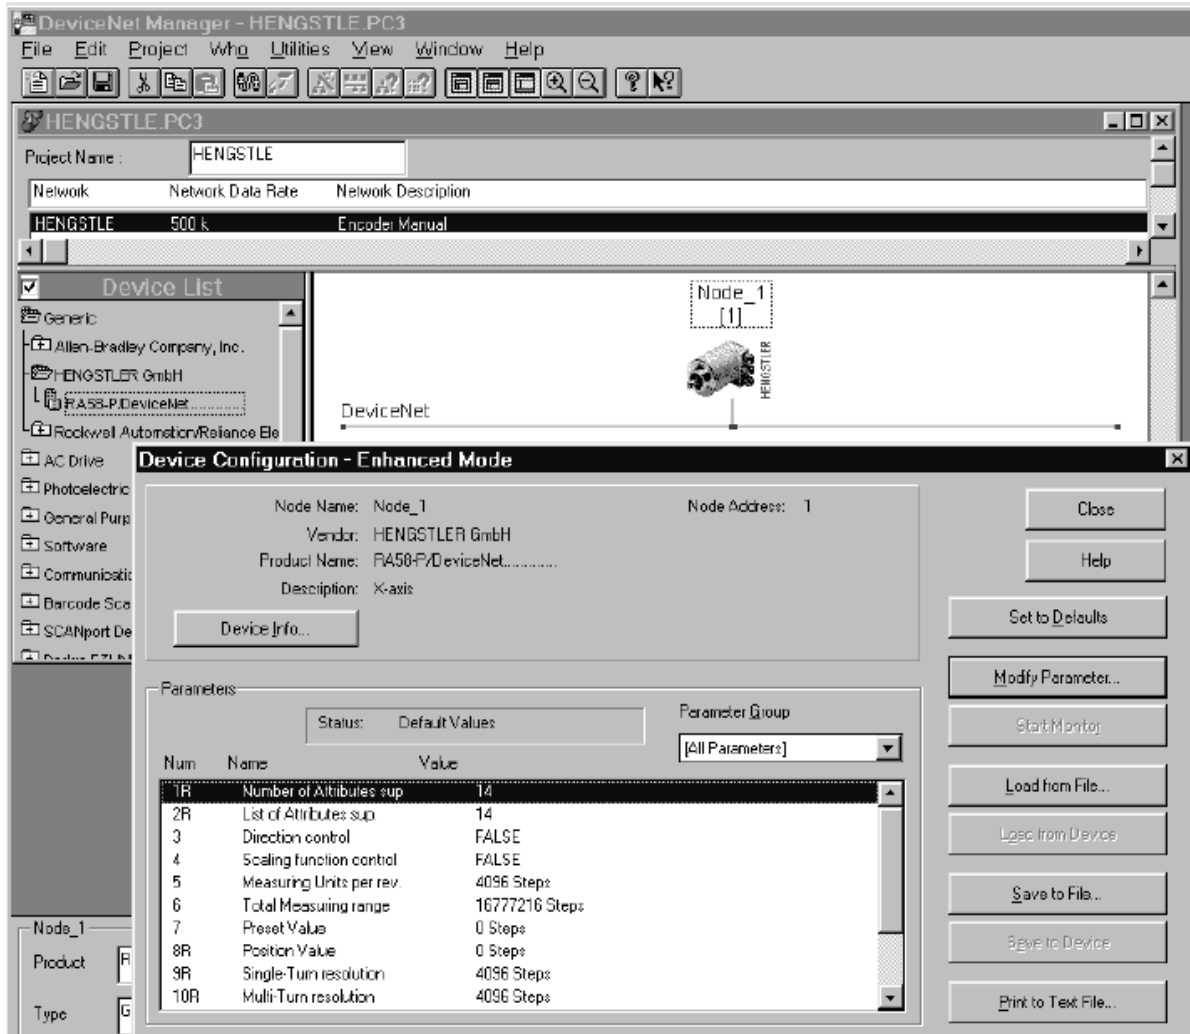 DeviceNet Manager - HENGSTLE.PC3
File Edit Project Who Utilities View Window Help
HENGSTLE.PC3
Project Name : HENGSTLE
Network Network Data Rate Network Description
HENGSTLE 500 k Encoder Manual
Device List
Generic
Allen-Bradley Company, Inc.
HENGSTLER GmbH
RA58-P/DeviceNet.............
Rockwell Automation/Reliance Ele
AC Drive
Photoelectric
General Purp
Software
Communicatio
Barcode Sca
SCANport De
Node_1
[1]
HENGSTLER
DeviceNet
Device Configuration - Enhanced Mode
Node Name: Node_1 Node Address: 1
Vendor: HENGSTLER GmbH
Product Name: RA58-P/DeviceNet.............
Description: X-axis
Device Info...
Close
Help
Set to Defaults
Modify Parameter...
Start Monitor
Load from File...
Load from Device
Save to File...
Save to Device
Print to Text File...
Parameters
Status: Default Values
Parameter Group
[All Parameters]
Num Name Value
1R Number of Attributes sup 14
2R List of Attributes sup. 14
3 Direction control FALSE
4 Scaling function control FALSE
5 Measuring Units per rev. 4096 Steps
6 Total Measuring range 16777216 Steps
7 Preset Value 0 Steps
8R Position Value 0 Steps
9R Single-Turn resolution 4096 Steps
10R Multi-Turn resolution 4096 Steps
Node_1
Product R
Type G